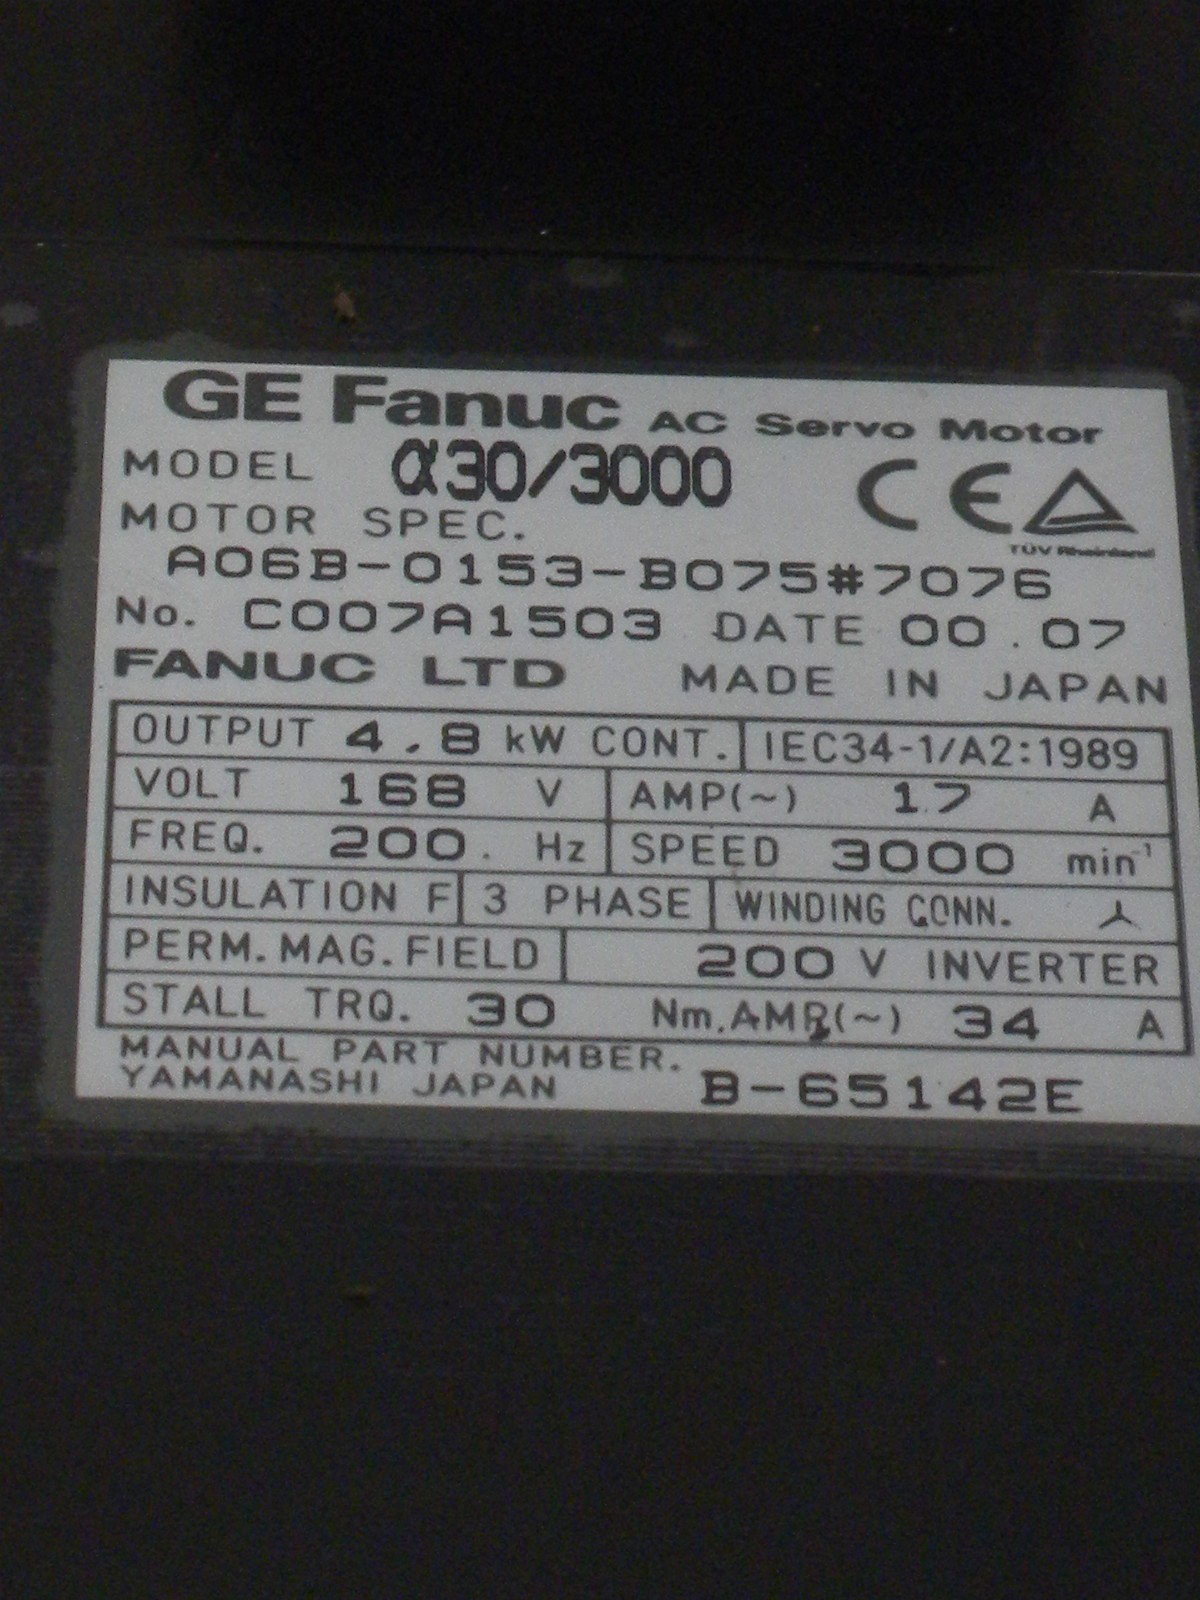 GE Fanuc AC Servo Motor
MODEL α30/3000
MOTOR SPEC.
TÜV Rheinland
A06B-0153-B075#7076
No. C007A1503 DATE 00.07
FANUC LTD MADE IN JAPAN
OUTPUT 4.8 kW CONT. IEC34-1/A2:1989
VOLT 168 V AMP(~) 17 A
FREQ. 200. Hz SPEED 3000 min⁻¹
INSULATION F 3 PHASE WINDING CONN. ⅄
PERM. MAG. FIELD 200 V INVERTER
STALL TRQ. 30 Nm. AMP.(~) 34 A
MANUAL PART NUMBER.
YAMANASHI JAPAN B-65142E